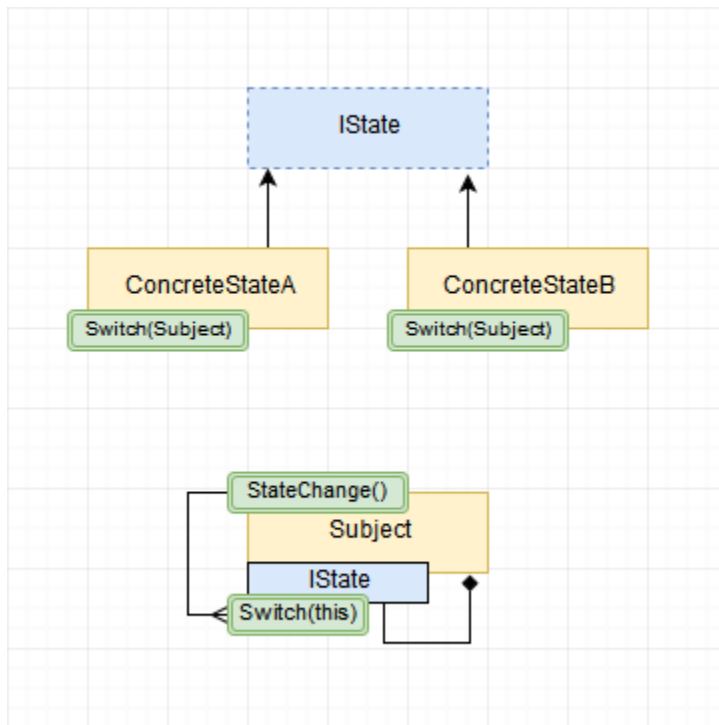 IState
ConcreteStateA
ConcreteStateB
Switch(Subject)
Switch(Subject)
StateChange()
Subject
IState
Switch(this)